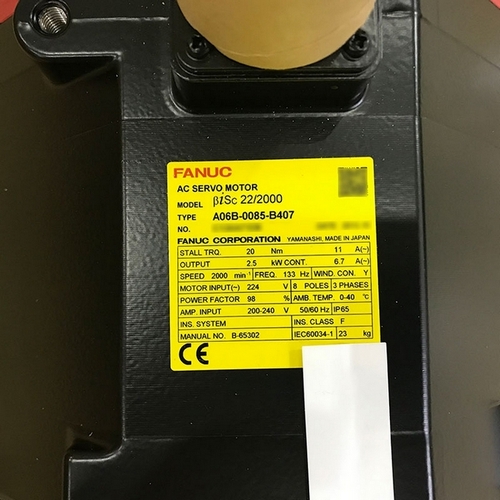 FANUC
AC SERVO MOTOR
MODEL βiSc 22/2000
TYPE A06B-0085-B407
NO.
FANUC CORPORATION YAMANASHI, MADE IN JAPAN
STALL TRQ. 20 Nm 11 A(~)
OUTPUT 2.5 kW CONT. 6.7 A(~)
SPEED 2000 min⁻¹ FREQ. 133 Hz WIND. CON. Y
MOTOR INPUT(~) 224 V 8 POLES 3 PHASES
POWER FACTOR 98 % AMB. TEMP. 0-40 ℃
AMP. INPUT 200-240 V 50/60 Hz IP65
INS. SYSTEM INS. CLASS F
MANUAL NO. B-65302 IEC60034-1 23 kg
CE